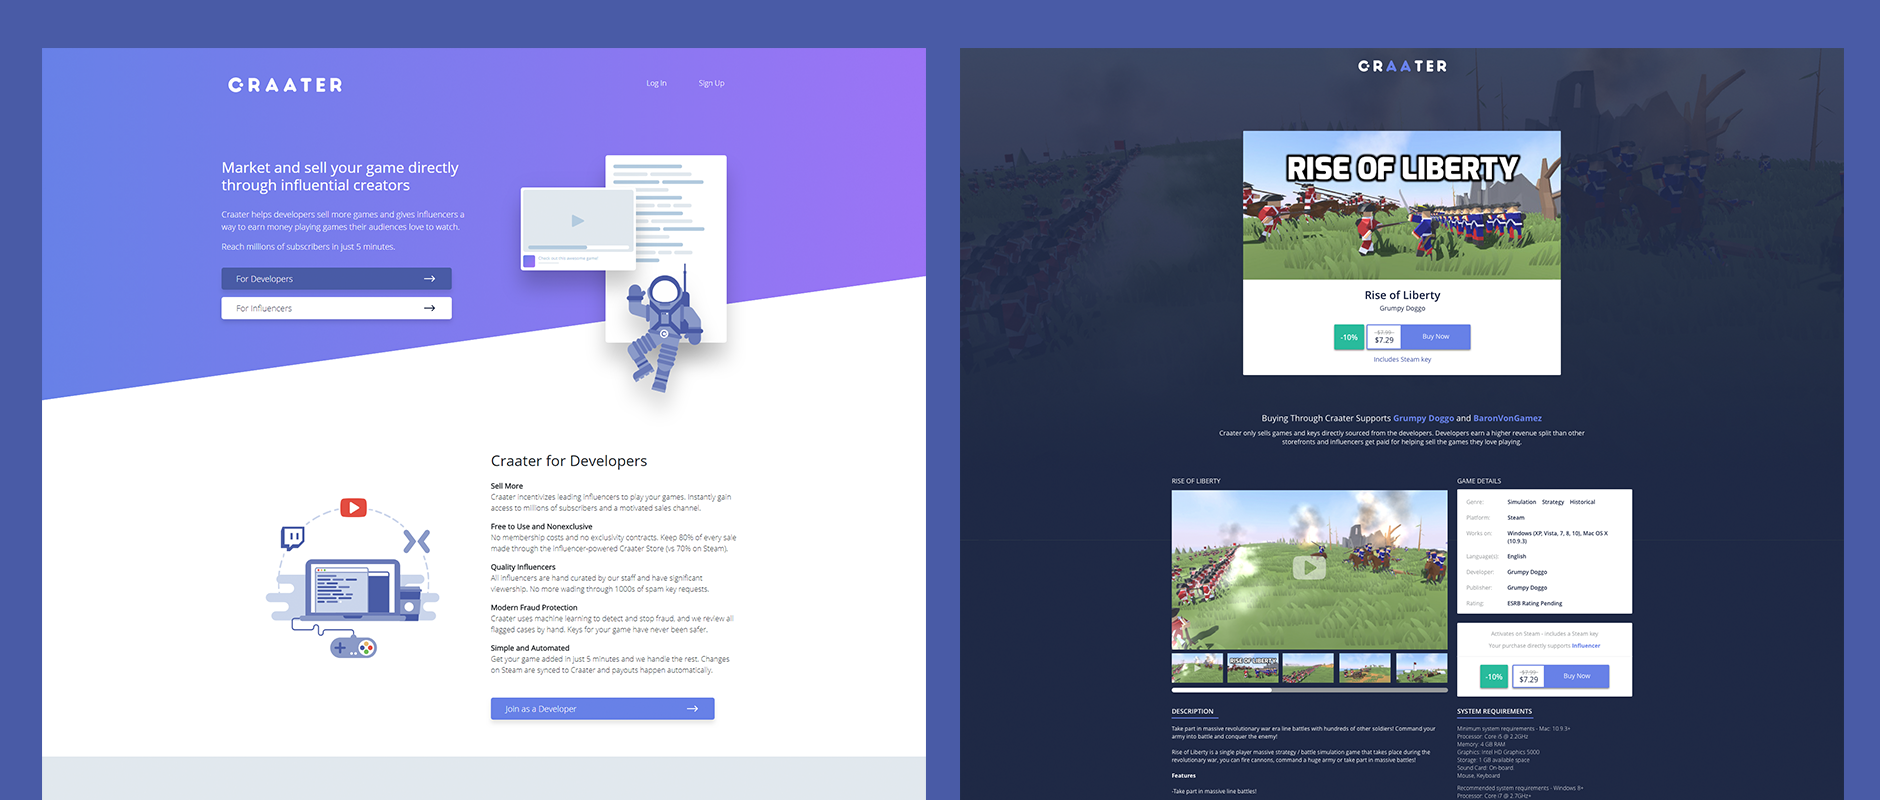 CRAATER
Log In
Sign Up
Market and sell your game directly
through influential creators
Craater helps developers sell more games and gives influencers a
way to earn money playing games their audiences love to watch.
Reach millions of subscribers in just 5 minutes.
For Developers
For Influencers
Check out this awesome game!
Craater for Developers
Sell More
Craater incentivizes leading influencers to play your games. Instantly gain
access to millions of subscribers and a motivated sales channel.
Free to Use and Nonexclusive
No membership costs and no exclusivity contracts. Keep 80% of every sale
made through the influencer-powered Craater Store (vs 70% on Steam).
Quality Influencers
All influencers are hand curated by our staff and have significant
viewership. No more wading through 1000s of spam key requests.
Modern Fraud Protection
Craater uses machine learning to detect and stop fraud, and we review all
flagged cases by hand. Keys for your game have never been safer.
Simple and Automated
Get your game added in just 5 minutes and we handle the rest. Changes
on Steam are synced to Craater and payouts happen automatically.
Join as a Developer
CRAATER
RISE OF LIBERTY
Rise of Liberty
Grumpy Doggo
-10%
$7.99
$7.29
Buy Now
Includes Steam key
Buying Through Craater Supports Grumpy Doggo and BaronVonGamez
Craater only sells games and keys directly sourced from the developers. Developers earn a higher revenue split than other
storefronts and influencers get paid for helping sell the games they love playing.
RISE OF LIBERTY
RISE OF LIBERTY
DESCRIPTION
Take part in massive revolutionary war era line battles with hundreds of other soldiers! Command your
army into battle and conquer the enemy!
Rise of Liberty is a single player massive strategy / battle simulation game that takes place during the
revolutionary war, you can fire cannons, command a huge army or take part in massive battles!
Features
-Take part in massive line battles!
GAME DETAILS
Genre: Simulation Strategy Historical
Platform: Steam
Works on: Windows (XP, Vista, 7, 8, 10), Mac OS X
(10.9.3)
Language(s): English
Developer: Grumpy Doggo
Publisher: Grumpy Doggo
Rating: ESRB Rating Pending
Activates on Steam - includes a Steam key
Your purchase directly supports Influencer
-10%
$7.99
$7.29
Buy Now
SYSTEM REQUIREMENTS
Minimum system requirements - Mac: 10.9.3+
Processor: Core i5 @ 2.2GHz
Memory: 4 GB RAM
Graphics: Intel HD Graphics 5000
Storage: 1 GB available space
Sound Card: On-board
Mouse, Keyboard
Recommended system requirements - Windows 8+
Processor: Core i7 @ 2.7GHz+